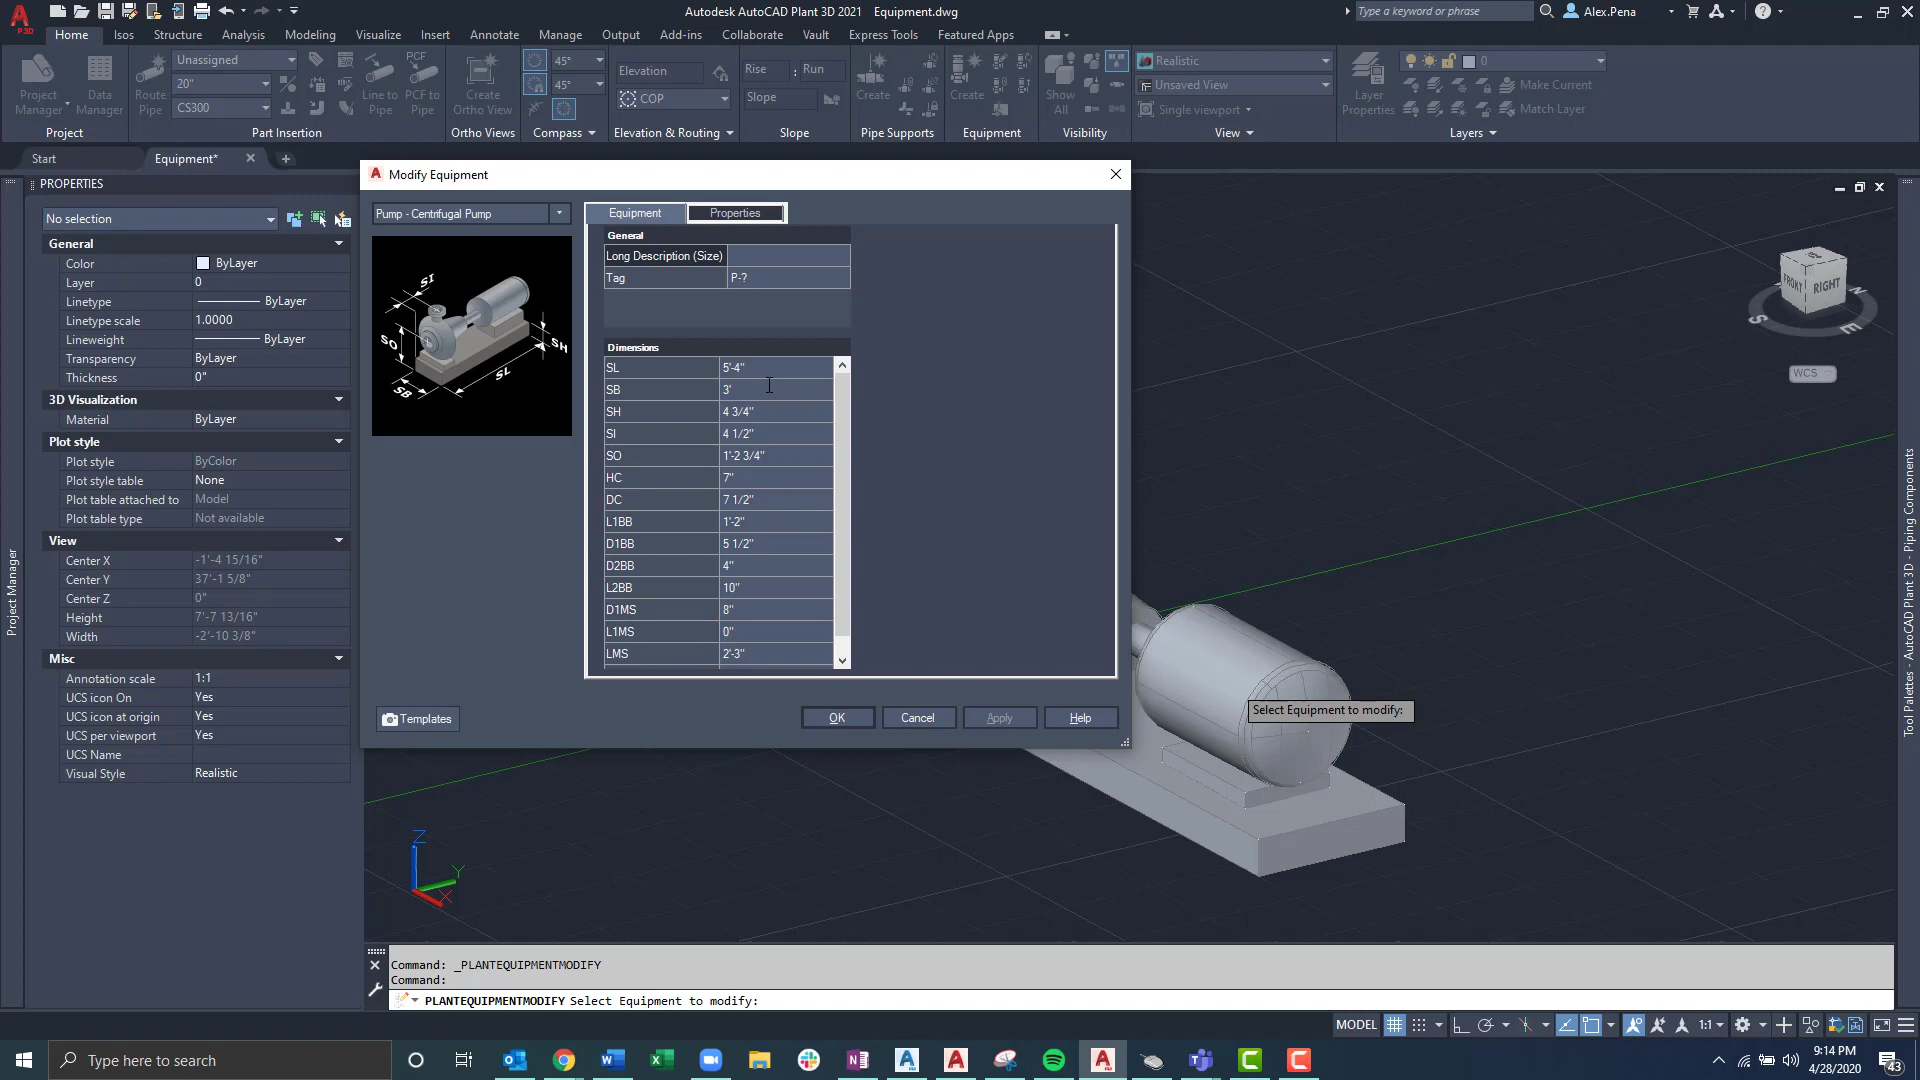 Autodesk AutoCAD Plant 3D 2021 Equipment.dwg
Type a keyword or phrase
Alex.Pena
Home Isos Structure Analysis Modeling Visualize Insert Annotate Manage Output Add-ins Collaborate Vault Express Tools Featured Apps
Project Manager
Data Manager
Route Pipe
Unassigned
20"
CS300
Line to Pipe
PCF to Pipe
PCF
Create Ortho View
45°
45°
Elevation
COP
Rise : Run
Slope
Create
Create
Show All
Realistic
Unsaved View
Single viewport
Layer Properties
0
Make Current
Match Layer
Project Part Insertion Ortho Views Compass Elevation & Routing Slope Pipe Supports Equipment Visibility View Layers
Start Equipment*
PROPERTIES
No selection
General
Color ByLayer
Layer 0
Linetype ByLayer
Linetype scale 1.0000
Lineweight ByLayer
Transparency ByLayer
Thickness 0"
3D Visualization
Material ByLayer
Plot style
Plot style ByColor
Plot style table None
Plot table attached to Model
Plot table type Not available
View
Center X -1'-4 15/16"
Center Y 37'-1 5/8"
Center Z 0"
Height 7'-7 13/16"
Width -2'-10 3/8"
Misc
Annotation scale 1:1
UCS icon On Yes
UCS icon at origin Yes
UCS per viewport Yes
UCS Name
Visual Style Realistic
Project Manager
Modify Equipment
Pump - Centrifugal Pump
SI
SO
SH
SL
SB
Equipment Properties
General
Long Description (Size)
Tag P-?
Dimensions
SL 5'-4"
SB 3'
SH 4 3/4"
SI 4 1/2"
SO 1'-2 3/4"
HC 7"
DC 7 1/2"
L1BB 1'-2"
D1BB 5 1/2"
D2BB 4"
L2BB 10"
D1MS 8"
L1MS 0"
LMS 2'-3"
Templates
OK Cancel Apply Help
FRONT RIGHT
S E
WCS
Select Equipment to modify:
Z
Y
X
Tool Palettes - AutoCAD Plant 3D - Piping Components
Command: _PLANTEQUIPMENTMODIFY
Command:
PLANTEQUIPMENTMODIFY Select Equipment to modify:
MODEL 1:1
Type here to search
9:14 PM
4/28/2020
43